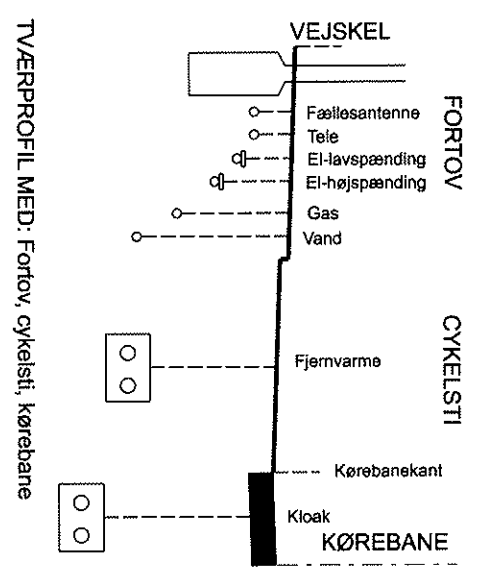 VEJSKEL
FORTOV
Fællesantenne
Tele
El-lavspænding
El-højspænding
Gas
Vand
CYKELSTI
Fjernvarme
Kørebanekant
Kloak
KØREBANE
TVÆRPROFIL MED: Fortov, cykelsti, kørebane